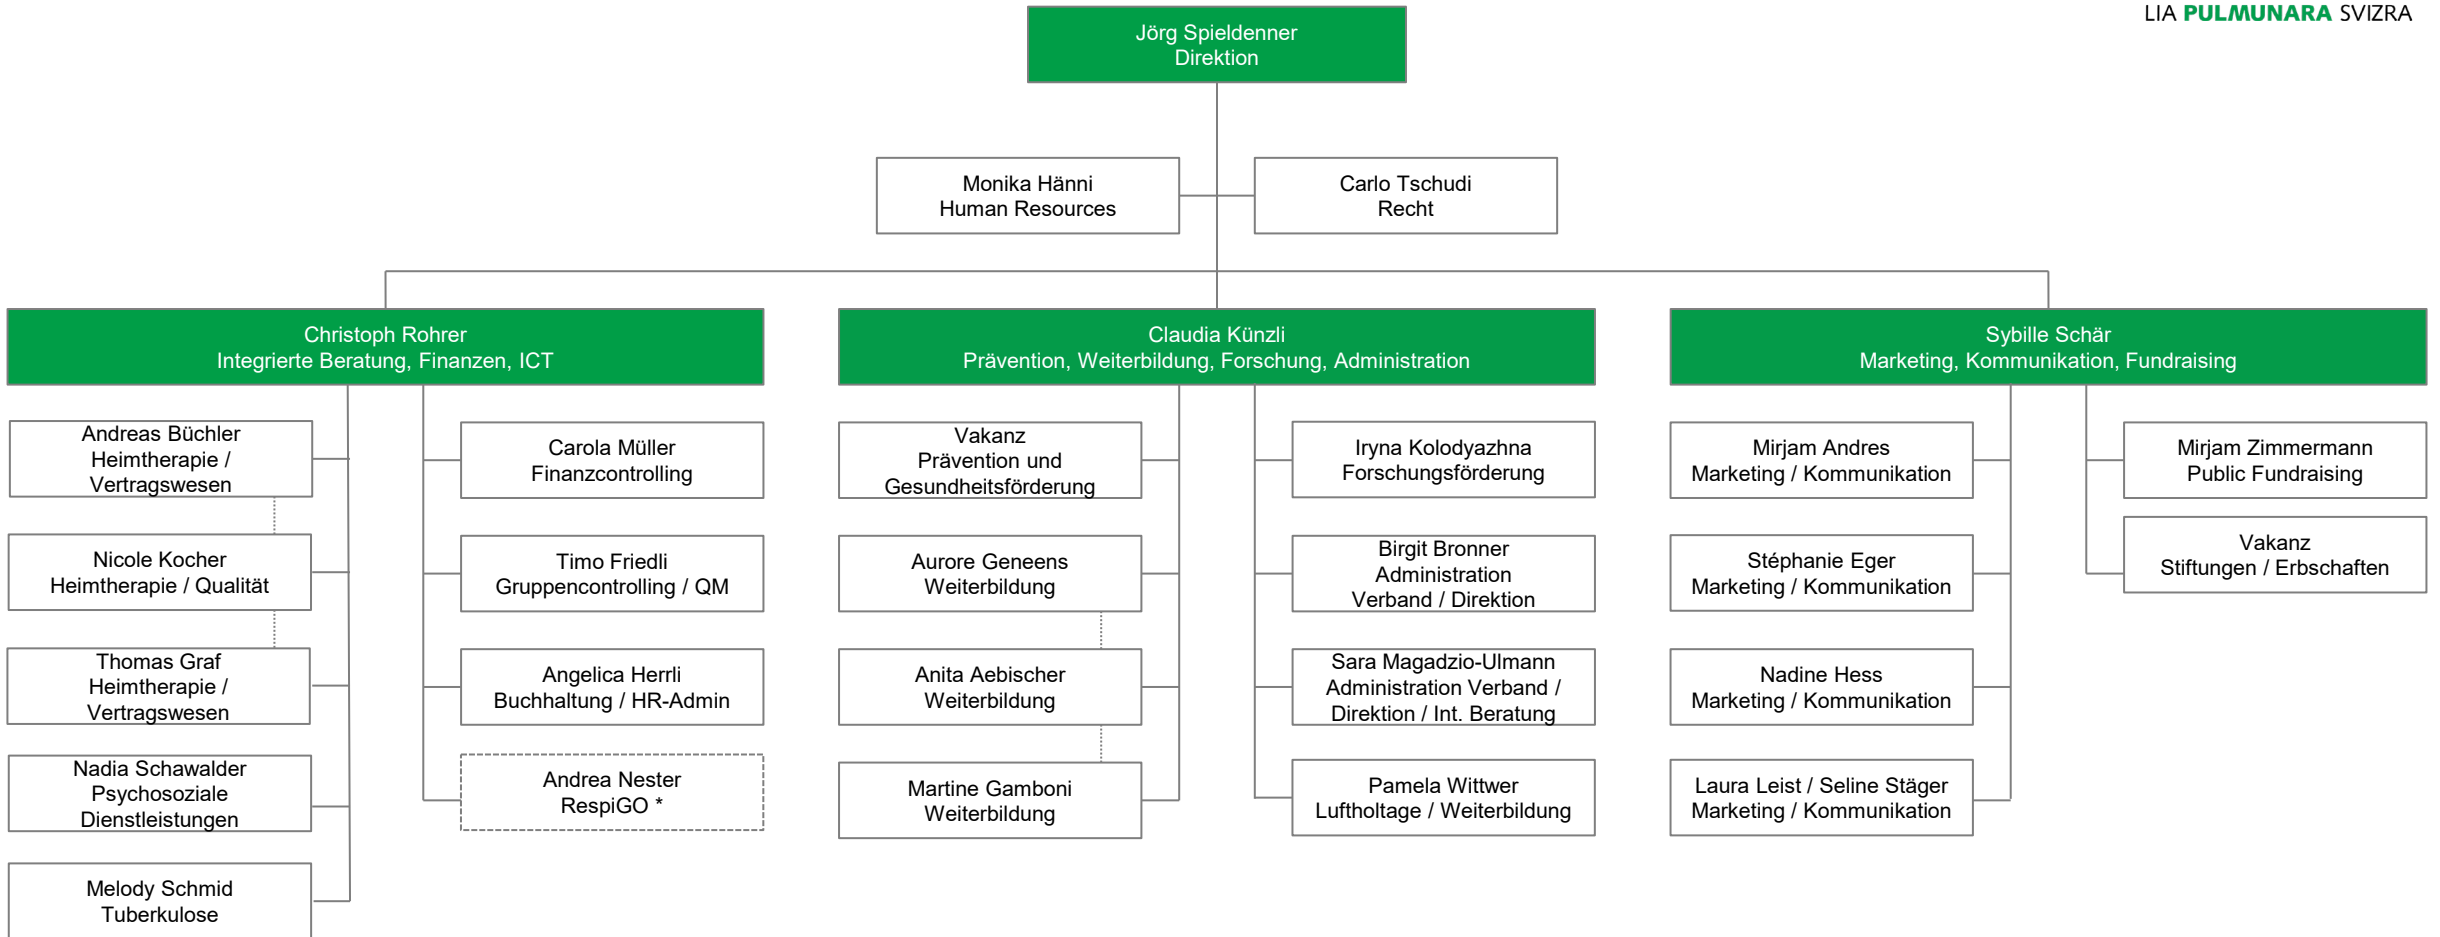 LIA PULMUNARA SVIZRA
Jörg Spieldenner
Direktion
Monika Hänni
Human Resources
Carlo Tschudi
Recht
Christoph Rohrer
Integrierte Beratung, Finanzen, ICT
Andreas Büchler
Heimtherapie /
Vertragswesen
Nicole Kocher
Heimtherapie / Qualität
Thomas Graf
Heimtherapie /
Vertragswesen
Nadia Schawalder
Psychosoziale
Dienstleistungen
Melody Schmid
Tuberkulose
Carola Müller
Finanzcontrolling
Timo Friedli
Gruppencontrolling / QM
Angelica Herrli
Buchhaltung / HR-Admin
Andrea Nester
RespiGO *
Claudia Künzli
Prävention, Weiterbildung, Forschung, Administration
Vakanz
Prävention und
Gesundheitsförderung
Aurore Geneens
Weiterbildung
Anita Aebischer
Weiterbildung
Martine Gamboni
Weiterbildung
Iryna Kolodyazhna
Forschungsförderung
Birgit Bronner
Administration
Verband / Direktion
Sara Magadzio-Ulmann
Administration Verband /
Direktion / Int. Beratung
Pamela Wittwer
Luftholtage / Weiterbildung
Sybille Schär
Marketing, Kommunikation, Fundraising
Mirjam Andres
Marketing / Kommunikation
Stéphanie Eger
Marketing / Kommunikation
Nadine Hess
Marketing / Kommunikation
Laura Leist / Seline Stäger
Marketing / Kommunikation
Mirjam Zimmermann
Public Fundraising
Vakanz
Stiftungen / Erbschaften